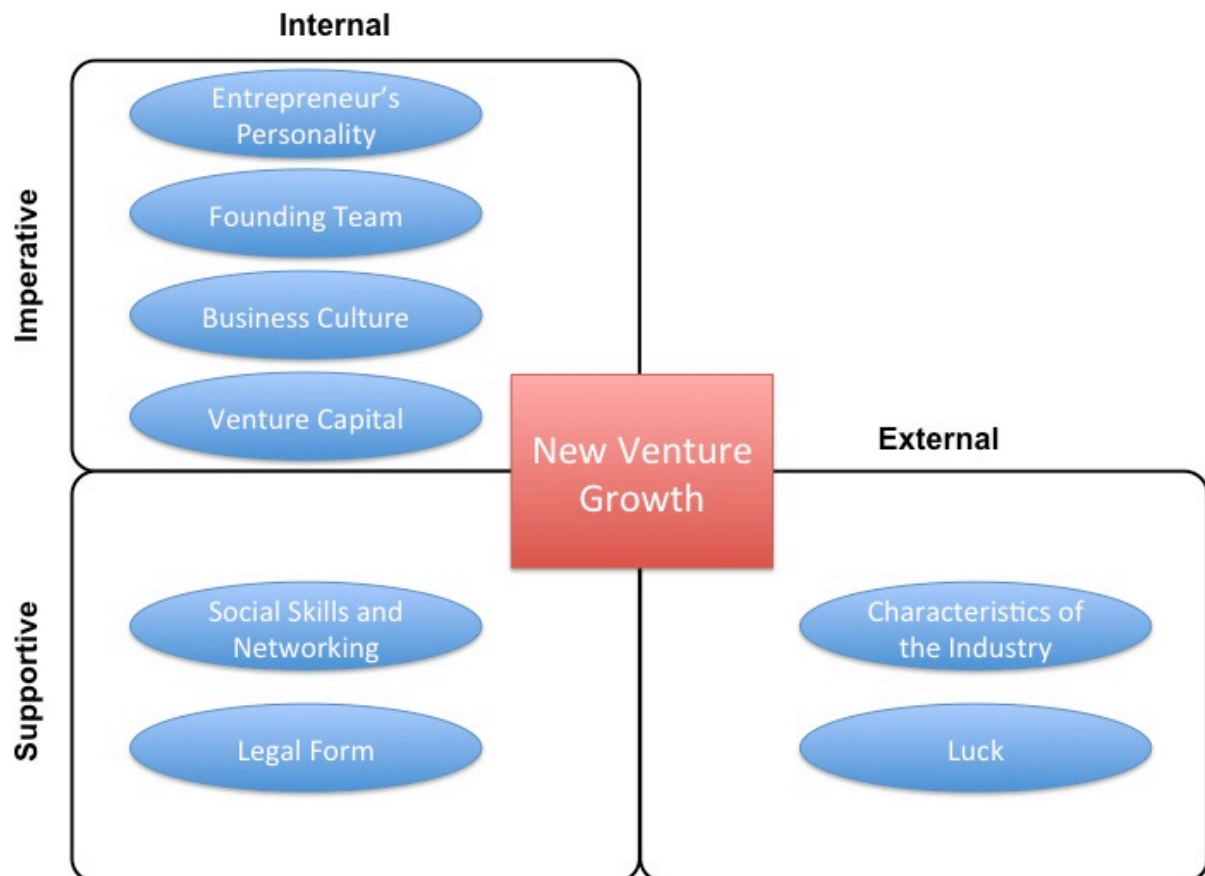 Internal
Imperative
Entrepreneur's
Personality
Founding Team
Business Culture
Venture Capital
New Venture
Growth
External
Supportive
Social Skills and
Networking
Legal Form
Characteristics of
the Industry
Luck